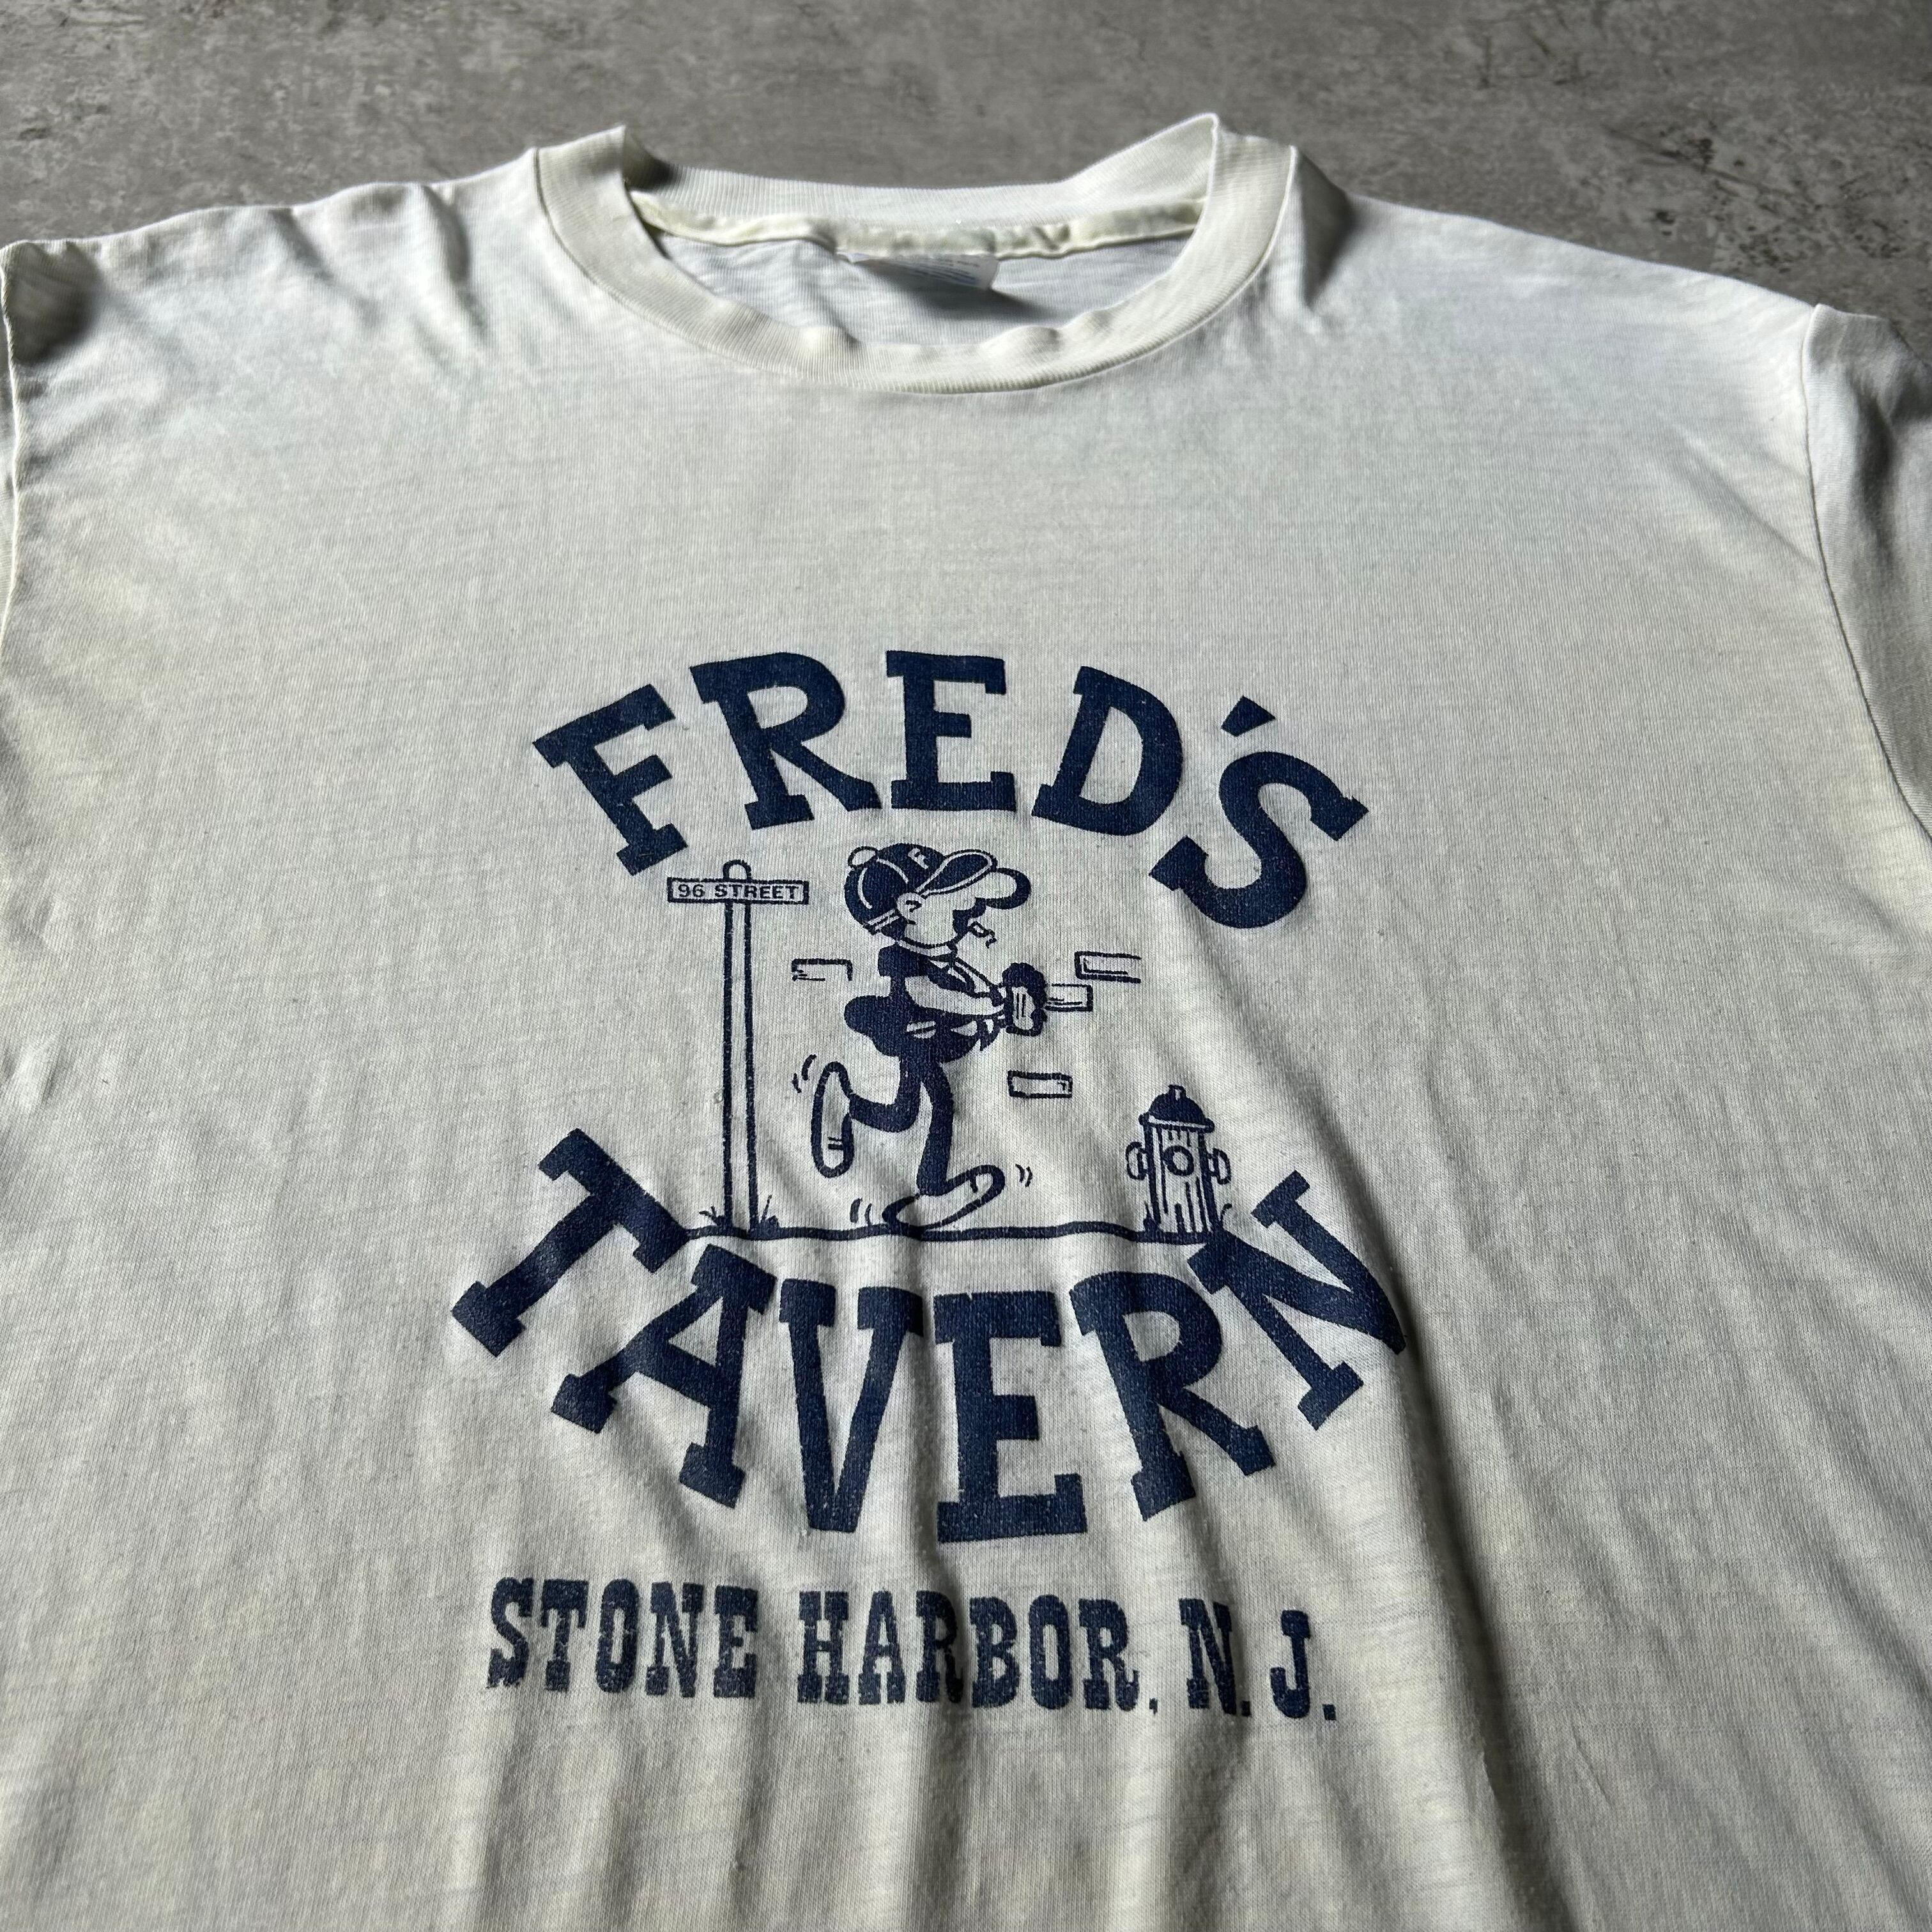 FRED'S
F
96 STREET
TAVERN
STONE HARBOR, N.J.